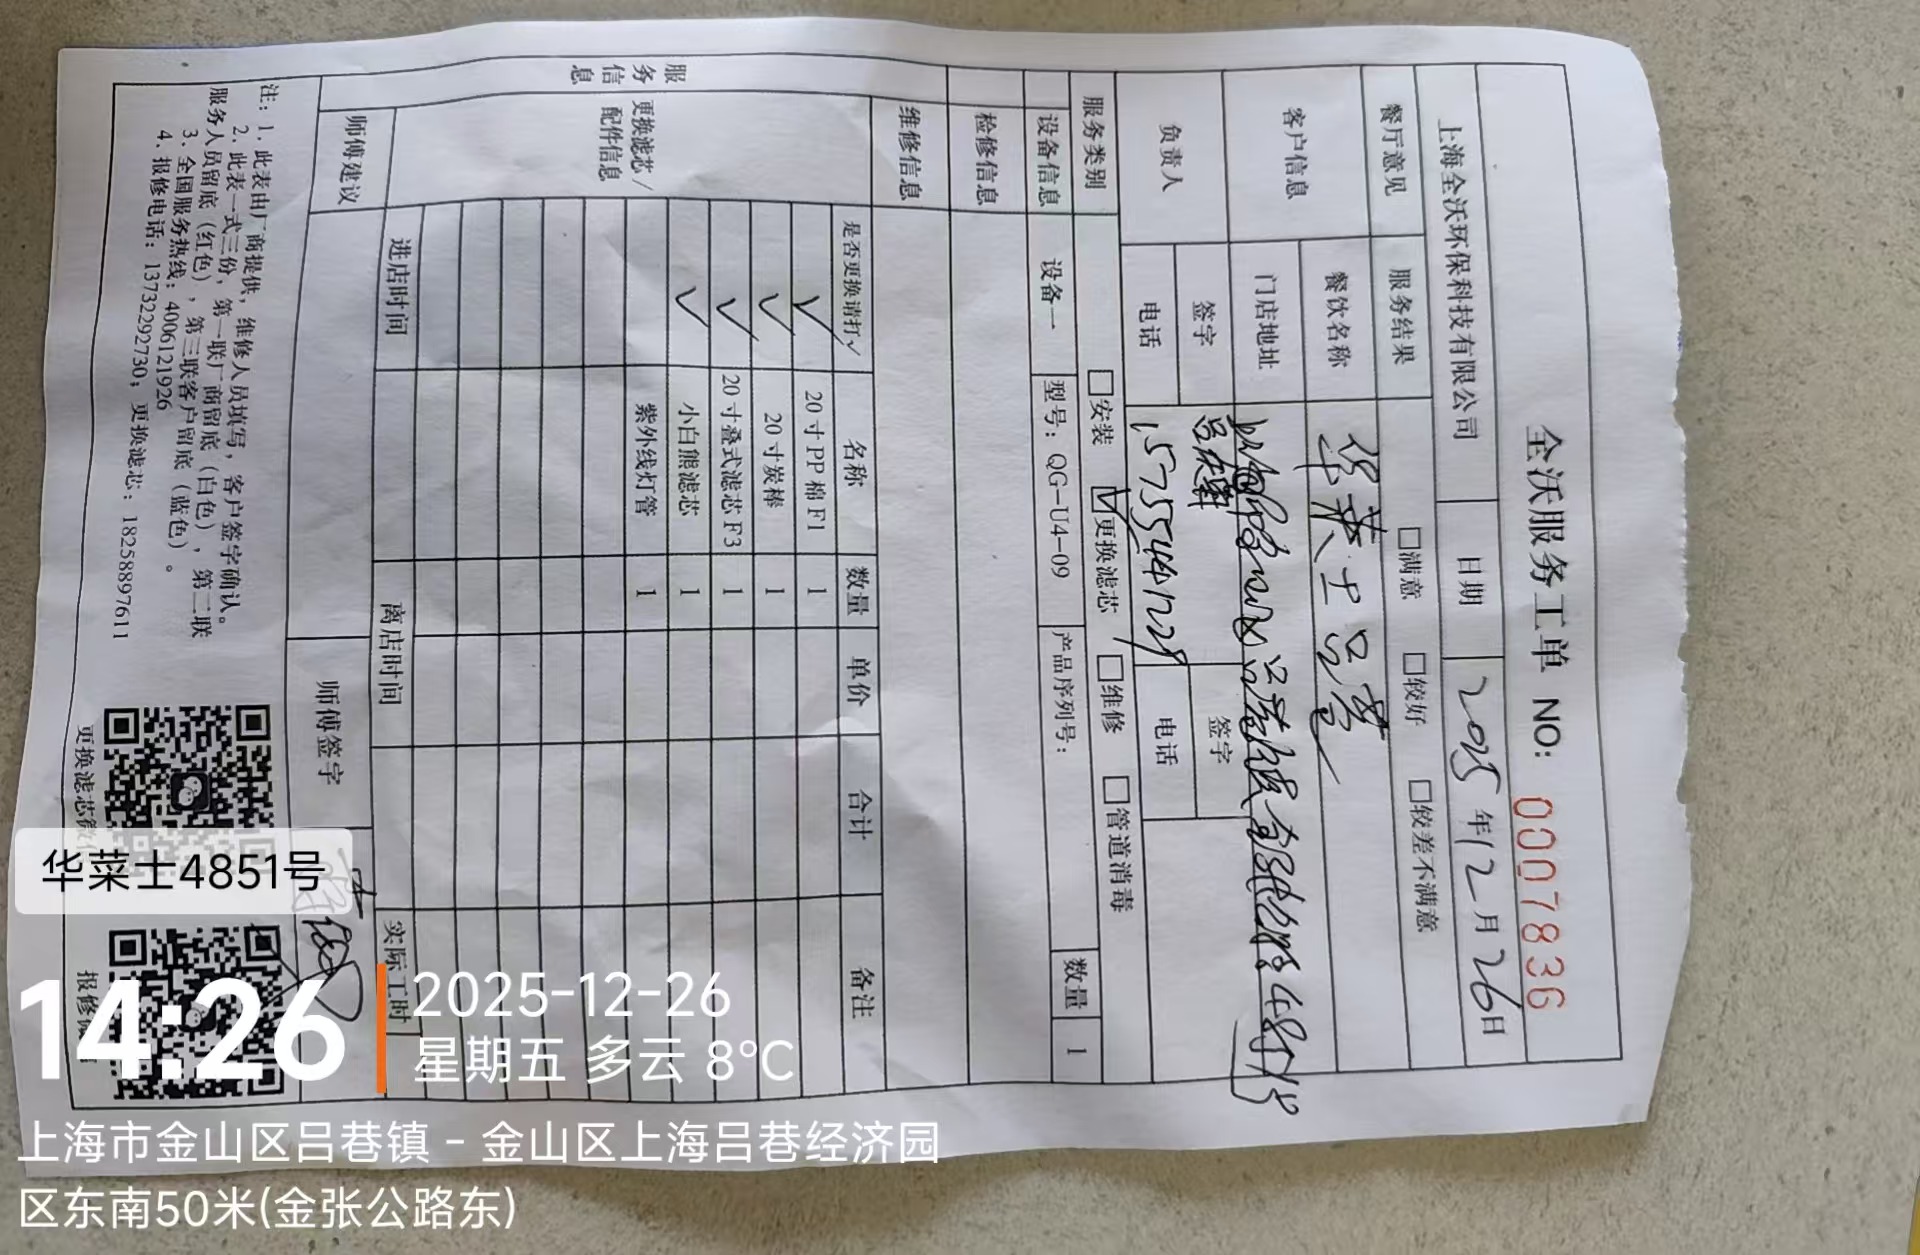 全沃服务工单 NO: 0007836
上海全沃环保科技有限公司 日期 2025年12月26日
餐厅意见 服务结果 □满意 □较好 □较差不满意
客户信息 餐饮名称 华莱士吕巷
门店地址
负责人 签字 签字
电话 电话
服务类别 □安装 ☑更换滤芯 □维修 □管道消毒
服务信息
设备信息 设备一 型号：QG-U4-09 产品序列号： 数量 1
检修信息
维修信息
更换滤芯/配件信息
是否更换请打√ 名称 数量 单价 合计 备注
√ 20寸PP棉F1 1
√ 20寸炭棒 1
√ 20寸叠式滤芯F3 1
√ 小白熊滤芯 1
紫外线灯管 1
进店时间 离店时间 实际工时
师傅建议 师傅签字
注：1. 此表由厂商提供，维修人员填写，客户签字确认。
2. 此表一式三份，第一联厂商留底（白色），第二联
服务人员留底（红色），第三联客户留底（蓝色）。
3. 全国服务热线：4006121926
4. 报修电话：13732292730；更换滤芯：18258897611
更换滤芯微
报修微
华莱士4851号
14:26
2025-12-26
星期五 多云 8℃
上海市金山区吕巷镇 - 金山区上海吕巷经济园
区东南50米(金张公路东)